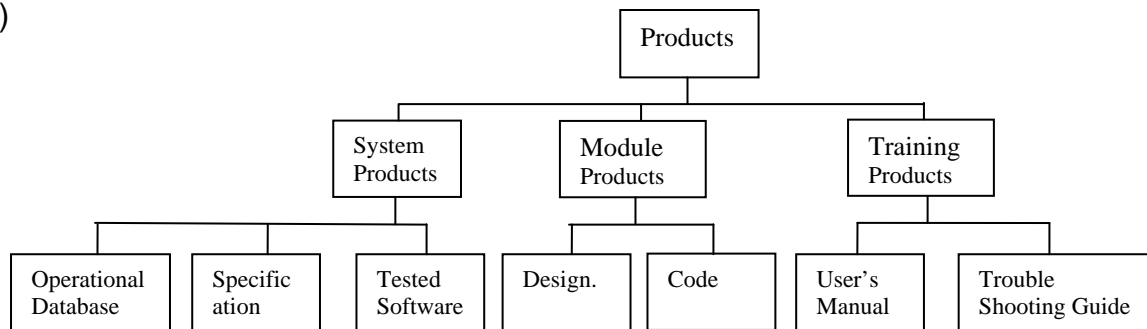 )
Products
System
Products
Module
Products
Training
Products
Operational
Database
Specific
ation
Tested
Software
Design.
Code
User’s
Manual
Trouble
Shooting Guide